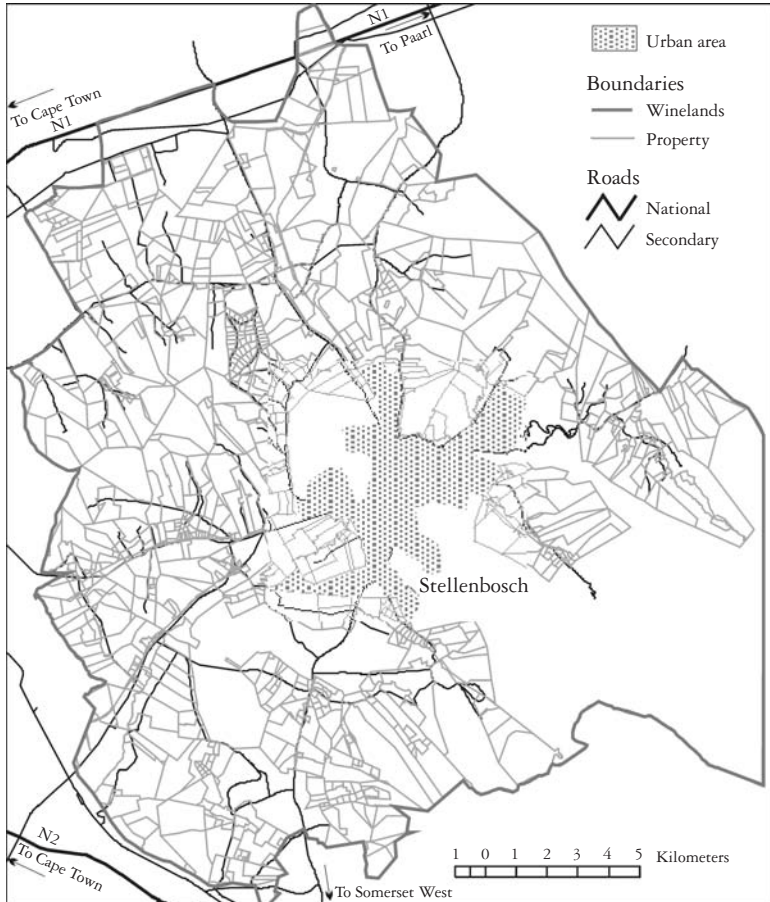 N1
To Paarl
To Cape Town
N1
Urban area
Boundaries
Winelands
Property
Roads
National
Secondary
Stellenbosch
N2
To Cape Town
To Somerset West
1 0 1 2 3 4 5 Kilometers